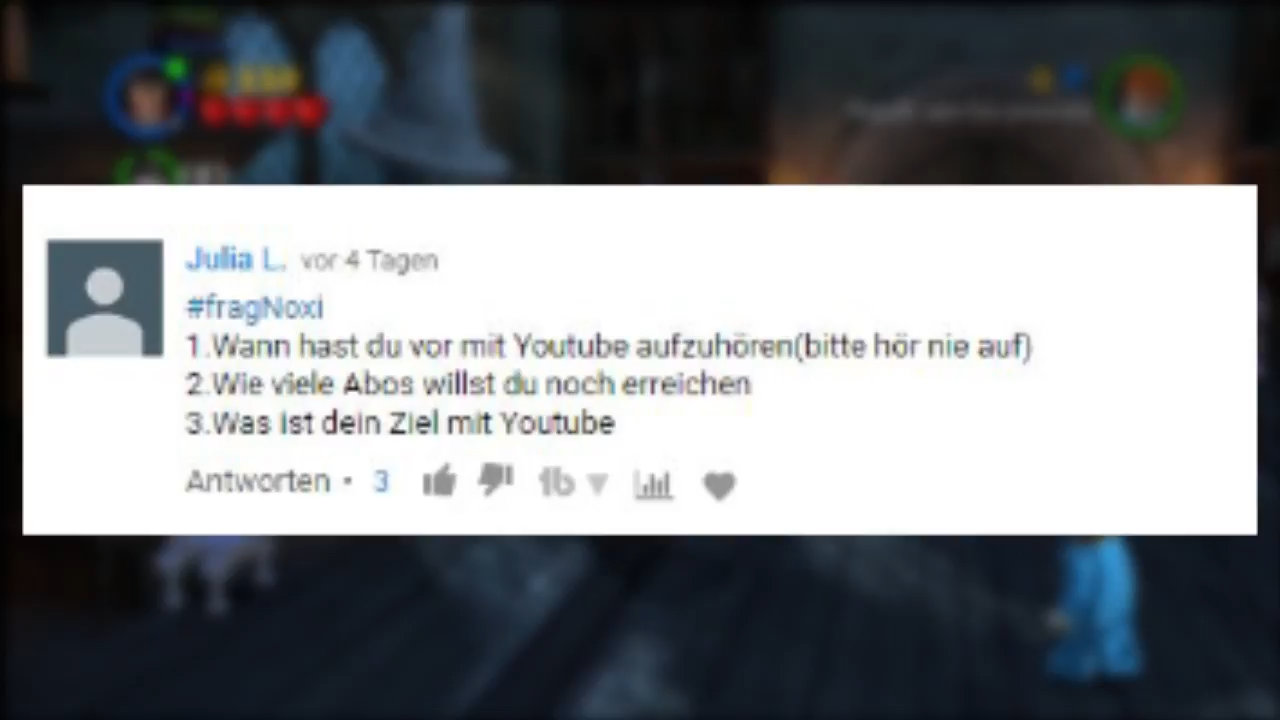 Julia L. vor 4 Tagen
#fragNoxi
1.Wann hast du vor mit Youtube aufzuhören(bitte hör nie auf)
2.Wie viele Abos willst du noch erreichen
3.Was ist dein Ziel mit Youtube
Antworten • 3